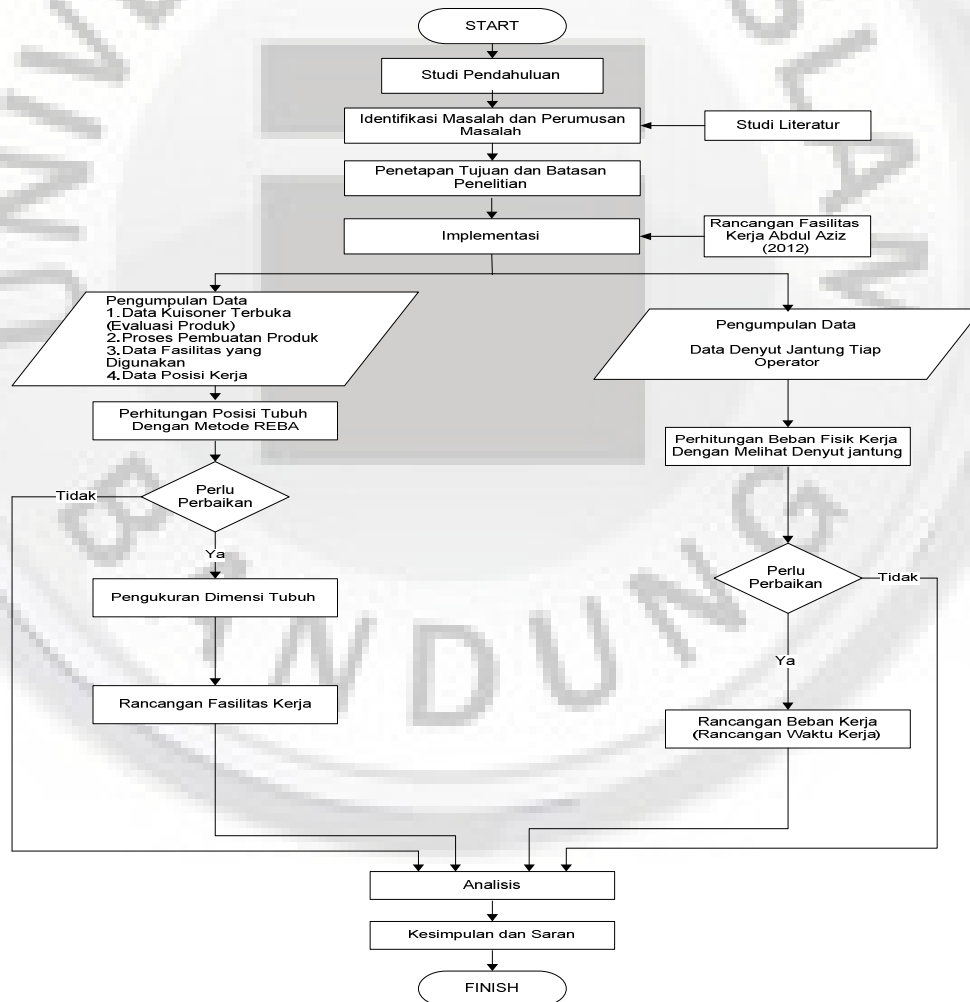 START
Studi Pendahuluan
Identifikasi Masalah dan Perumusan
Masalah
Studi Literatur
Penetapan Tujuan dan Batasan
Penelitian
Implementasi
Rancangan Fasilitas
Kerja Abdul Aziz
(2012)
Pengumpulan Data
1.Data Kuisoner Terbuka
(Evaluasi Produk)
2.Proses Pembuatan Produk
3.Data Fasilitas yang
Digunakan
4.Data Posisi Kerja
Pengumpulan Data
Data Denyut Jantung Tiap
Operator
Perhitungan Posisi Tubuh
Dengan Metode REBA
Perhitungan Beban Fisik Kerja
Dengan Melihat Denyut jantung
Tidak
Perlu
Perbaikan
Ya
Perlu
Perbaikan
Tidak
Ya
Pengukuran Dimensi Tubuh
Rancangan Fasilitas Kerja
Rancangan Beban Kerja
(Rancangan Waktu Kerja)
Analisis
Kesimpulan dan Saran
FINISH
BANDUNG